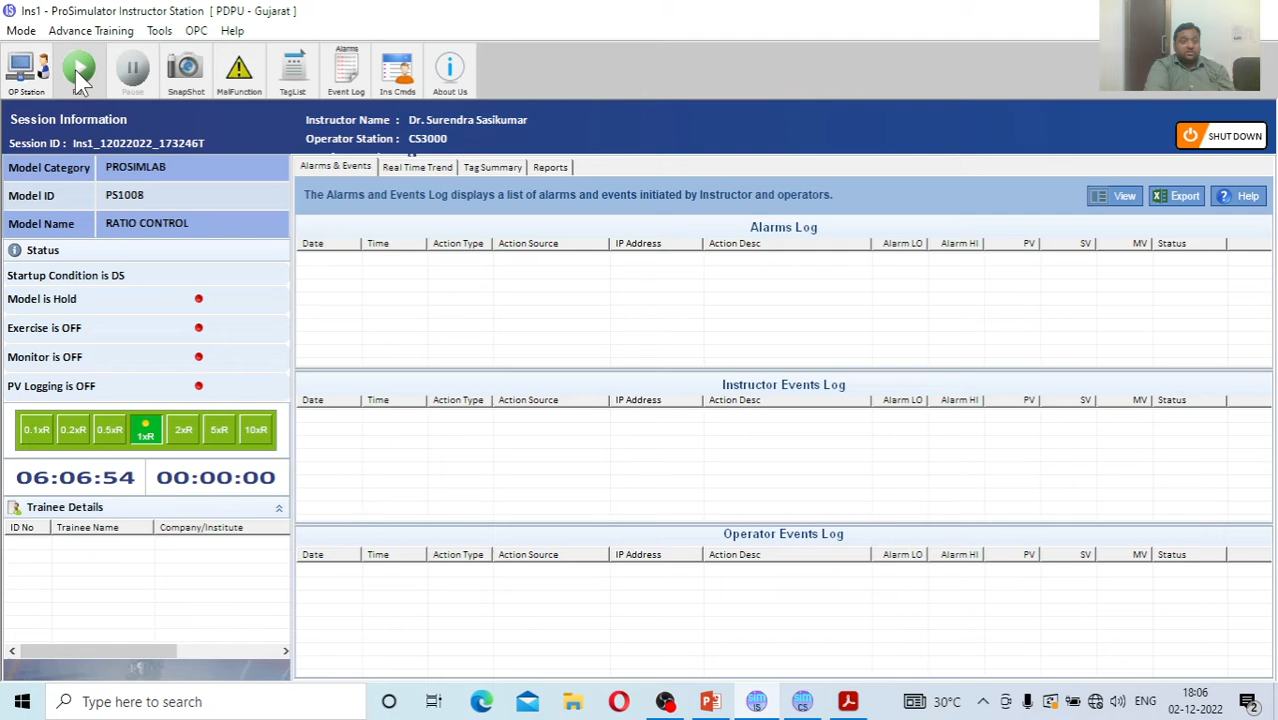 Ins1 - ProSimulator Instructor Station [ PDPU - Gujarat ]
Mode Advance Training Tools OPC Help
OP Station Pause SnapShot MalFunction TagList Alarms Event Log Ins Cmds About Us
Session Information
Session ID : Ins1_12022022_173246T
Instructor Name : Dr. Surendra Sasikumar
Operator Station : CS3000
SHUT DOWN
Model Category PROSIMLAB
Model ID PS1008
Model Name RATIO CONTROL
Status
Startup Condition is DS
Model is Hold
Exercise is OFF
Monitor is OFF
PV Logging is OFF
0.1xR 0.2xR 0.5xR 1xR 2xR 5xR 10xR
06:06:54 00:00:00
Trainee Details
ID No Trainee Name Company/Institute
Alarms & Events Real Time Trend Tag Summary Reports
The Alarms and Events Log displays a list of alarms and events initiated by Instructor and operators.
View Export Help
Alarms Log
Date Time Action Type Action Source IP Address Action Desc Alarm LO Alarm HI PV SV MV Status
Instructor Events Log
Date Time Action Type Action Source IP Address Action Desc Alarm LO Alarm HI PV SV MV Status
Operator Events Log
Date Time Action Type Action Source IP Address Action Desc Alarm LO Alarm HI PV SV MV Status
Type here to search
IS CS
30°C ENG
18:06
02-12-2022
2